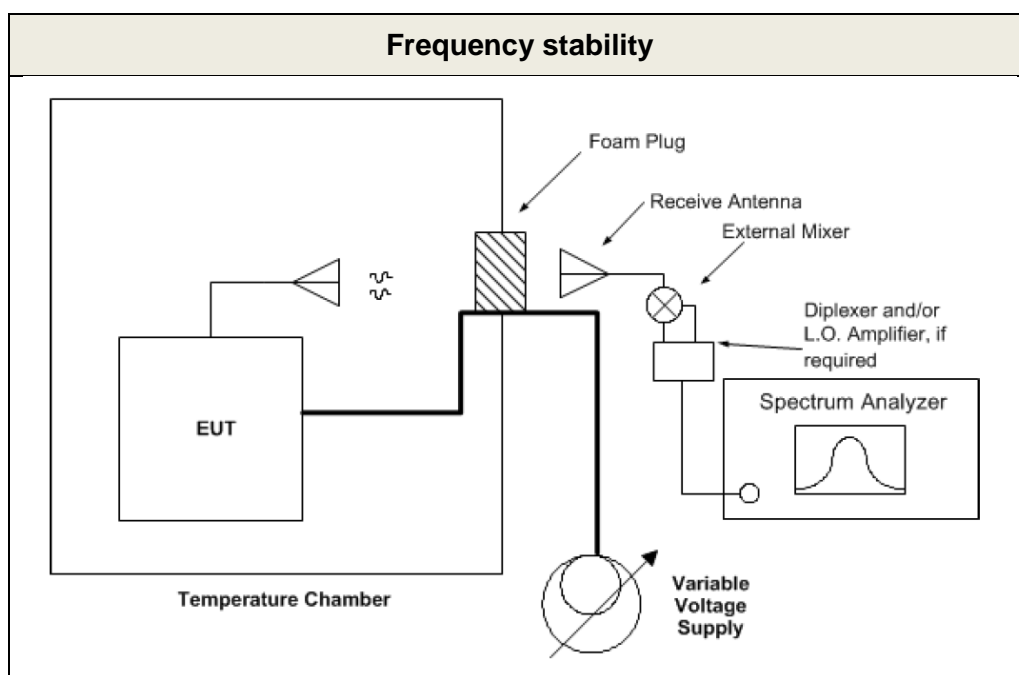 Frequency stability
Foam Plug
Receive Antenna
External Mixer
Diplexer and/or
L.O. Amplifier, if
required
Spectrum Analyzer
EUT
Temperature Chamber
Variable
Voltage
Supply